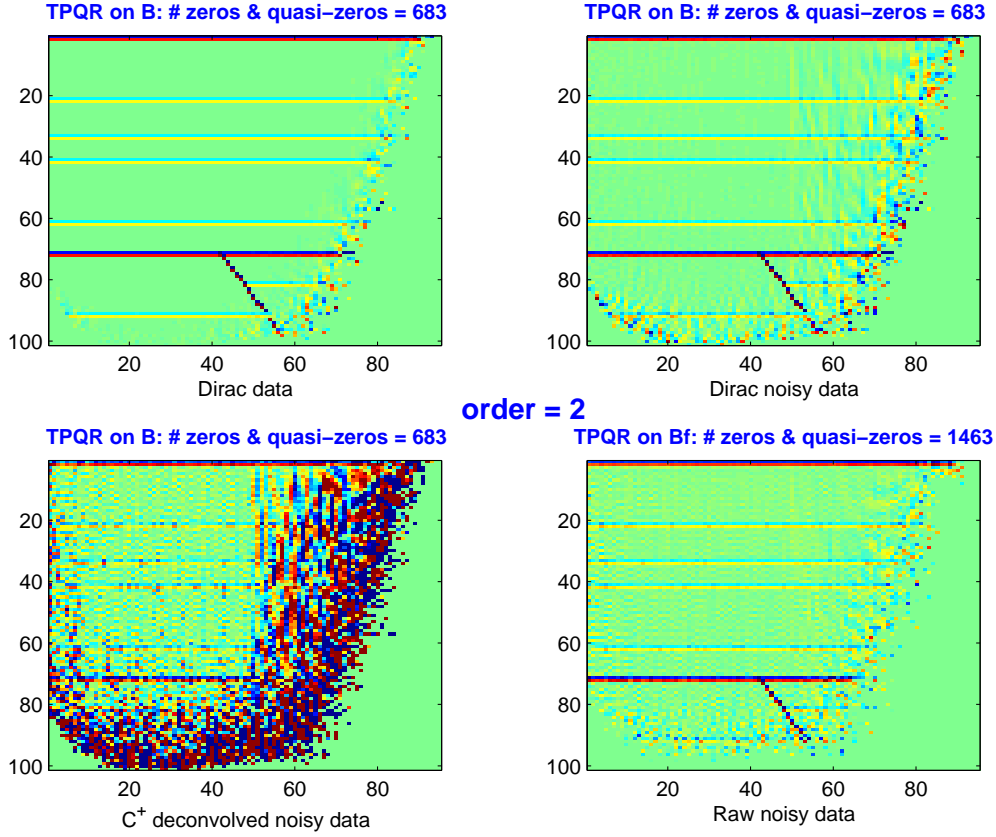 TPQR on B: # zeros & quasi−zeros = 683
20
40
60
80
100
20 40 60 80
Dirac data
TPQR on B: # zeros & quasi−zeros = 683
20
40
60
80
100
20 40 60 80
Dirac noisy data
order = 2
TPQR on B: # zeros & quasi−zeros = 683
20
40
60
80
100
20 40 60 80
C+ deconvolved noisy data
TPQR on Bf: # zeros & quasi−zeros = 1463
20
40
60
80
100
20 40 60 80
Raw noisy data